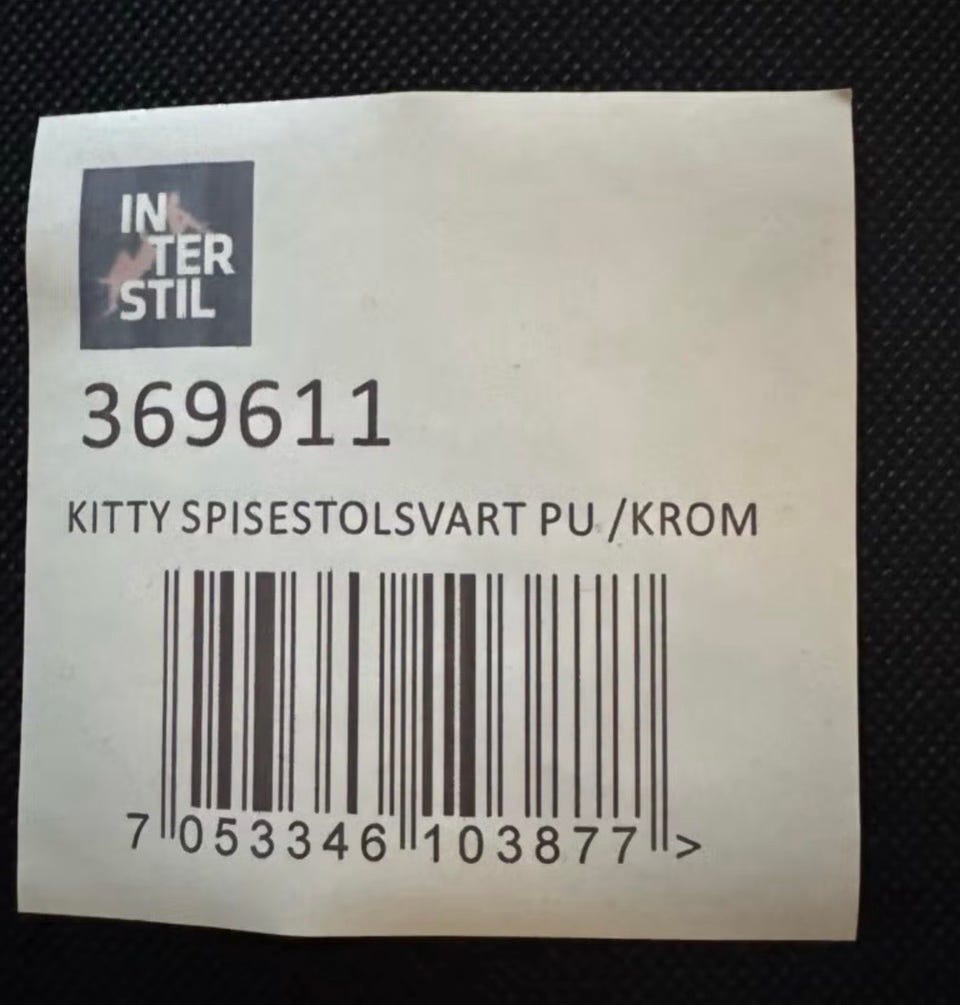 IN
TER
STIL
369611
KITTY SPISESTOLSVART PU /KROM
7 053346 103877 >